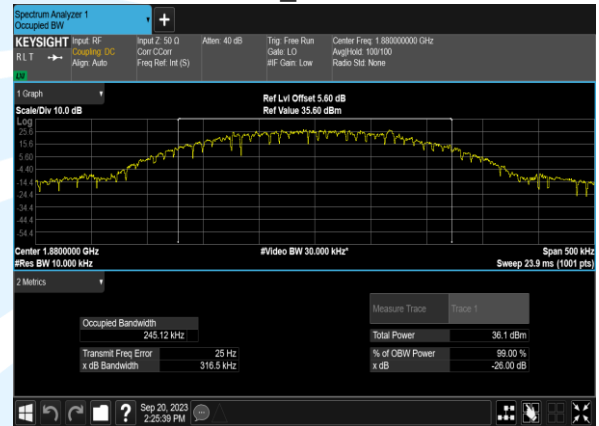 Spectrum Analyzer 1
Occupied BW
+
KEYSIGHT Input: RF Input Z: 50 Ω Atten: 40 dB Trig: Free Run Center Freq: 1.880000000 GHz
RLT Coupling: DC Corr CCorr Gate: LO Avg|Hold: 100/100
Align: Auto Freq Ref: Int (S) #IF Gain: Low Radio Std: None
LV
1 Graph
Ref Lvl Offset 5.60 dB
Scale/Div 10.0 dB Ref Value 35.60 dBm
Log
25.6
15.6
5.60
-4.40
-14.4
-24.4
-34.4
-44.4
-54.4
Center 1.8800000 GHz #Video BW 30.000 kHz* Span 500 kHz
#Res BW 10.000 kHz Sweep 23.9 ms (1001 pts)
2 Metrics
Measure Trace Trace 1
Occupied Bandwidth
245.12 kHz Total Power 36.1 dBm
Transmit Freq Error 25 Hz % of OBW Power 99.00 %
x dB Bandwidth 316.5 kHz x dB -26.00 dB
? Sep 20, 2023
2:25:39 PM